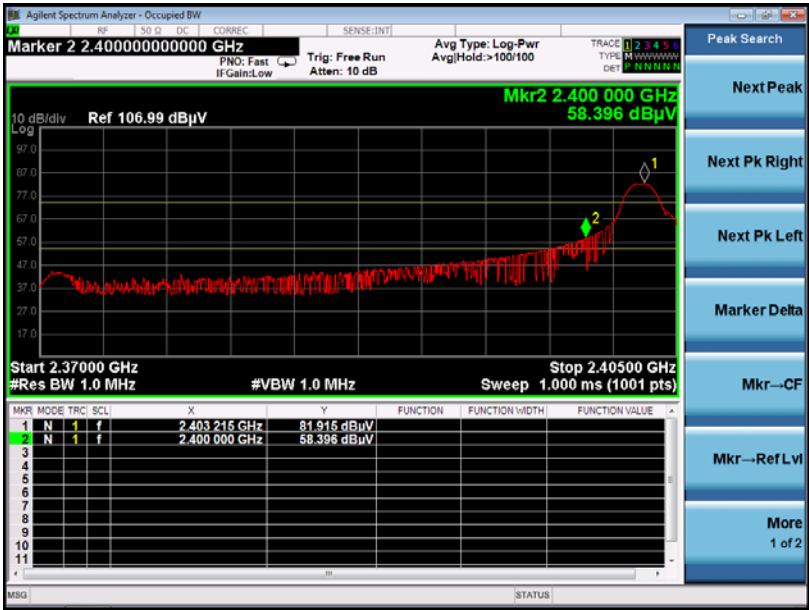 Agilent Spectrum Analyzer - Occupied BW
RF 50 Ω DC CORREC SENSE:INT
Marker 2 2.400000000000 GHz
PNO: Fast
IFGain:Low
Trig: Free Run
Atten: 10 dB
Avg Type: Log-Pwr
Avg|Hold:>100/100
TRACE 1 2 3 4 5 6
TYPE M
DET P N N N N N
Peak Search
Next Peak
Next Pk Right
Next Pk Left
Marker Delta
Mkr→CF
Mkr→Ref Lvl
More
1 of 2
Mkr2 2.400 000 GHz
58.396 dBµV
10 dB/div Ref 106.99 dBµV
Log
97.0
87.0
77.0
67.0
57.0
47.0
37.0
27.0
17.0
1
2
Start 2.37000 GHz Stop 2.40500 GHz
#Res BW 1.0 MHz #VBW 1.0 MHz Sweep 1.000 ms (1001 pts)
MKR MODE TRC SCL X Y FUNCTION FUNCTION WIDTH FUNCTION VALUE
1 N 1 f 2.403 215 GHz 81.915 dBuV
2 N 1 f 2.400 000 GHz 58.396 dBuV
3
4
5
6
7
8
9
10
11
MSG STATUS